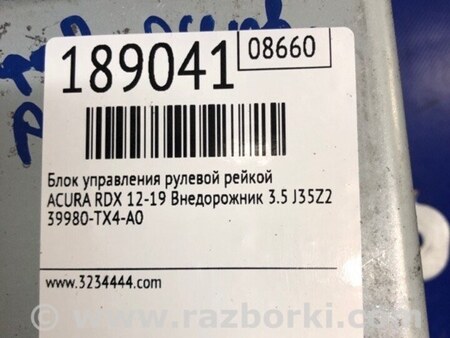 189041
08660
Блок управления рулевой рейкой
ACURA RDX 12-19 Внедорожник 3.5 J35Z2
39980-TX4-A0
www.3234444.com
www.razborki.com